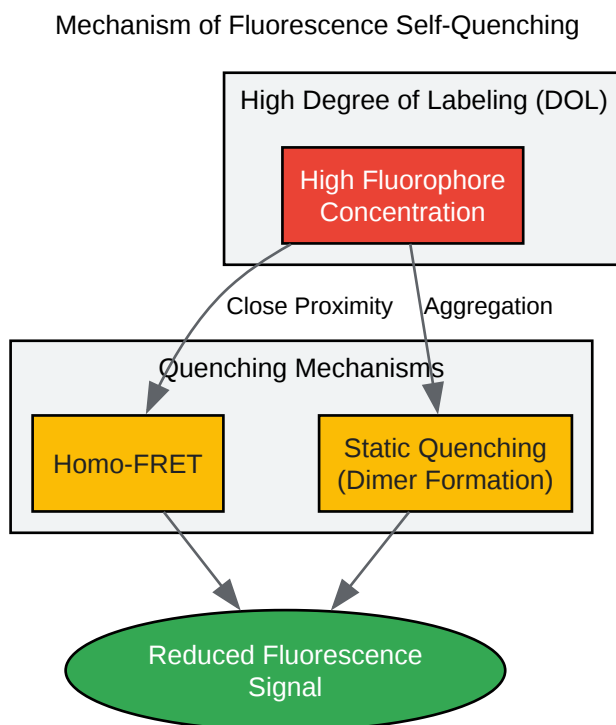 Mechanism of Fluorescence Self-Quenching
High Degree of Labeling (DOL)
High Fluorophore
Concentration
Close Proximity
Aggregation
Quenching Mechanisms
Homo-FRET
Static Quenching
(Dimer Formation)
Reduced Fluorescence
Signal